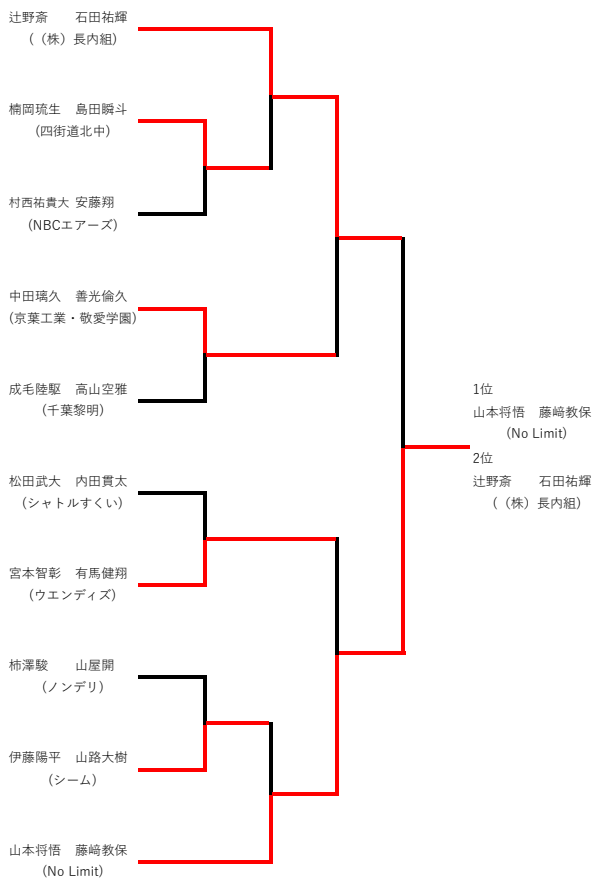 辻野斎　　石田祐輝
(（株）長内組)
楠岡琉生　島田瞬斗
(四街道北中)
村西祐貴大 安藤翔
(NBCエアーズ)
中田璃久　善光倫久
(京葉工業・敬愛学園)
成毛陸駆　高山空雅
(千葉黎明)
松田武大　内田貫太
(シャトルすくい)
宮本智彰　有馬健翔
(ウエンディズ)
柿澤駿　　山屋開
(ノンデリ)
伊藤陽平　山路大樹
(シーム)
山本将悟　藤﨑教保
(No Limit)
1位
山本将悟　藤﨑教保
(No Limit)
2位
辻野斎　　石田祐輝
(（株）長内組)